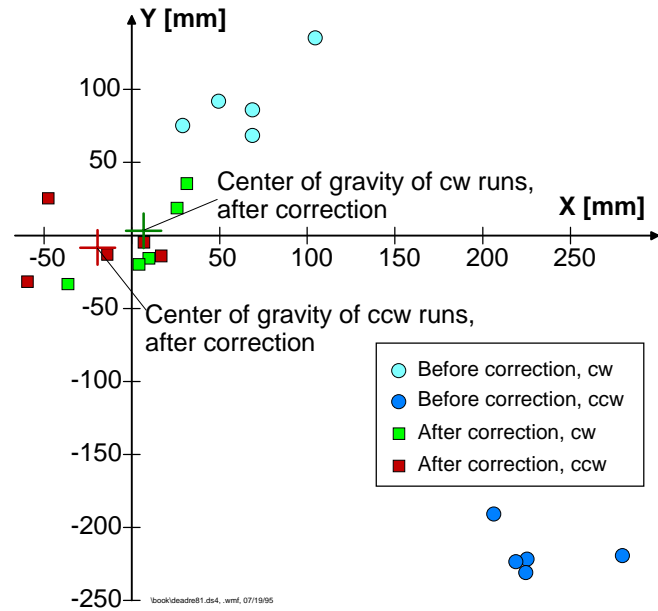 Y [mm]
100
50
Center of gravity of cw runs,
after correction
X [mm]
-50
50
100
150
200
250
-50
Center of gravity of ccw runs,
after correction
-100
Before correction, cw
Before correction, ccw
After correction, cw
After correction, ccw
-150
-200
-250
\book\deadre81.ds4, .wmf, 07/19/95